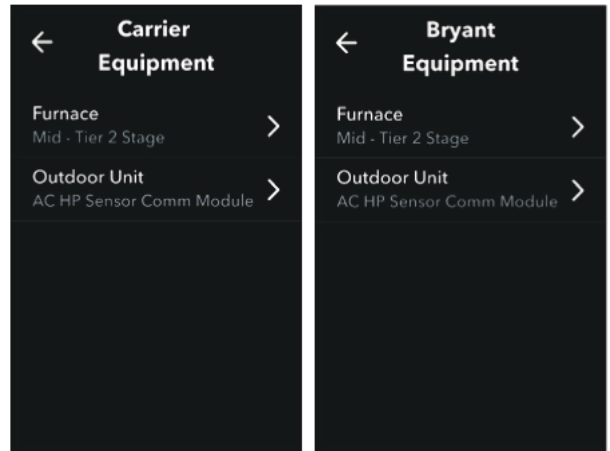 Carrier
Equipment
Furnace
Mid - Tier 2 Stage
Outdoor Unit
AC HP Sensor Comm Module
Bryant
Equipment
Furnace
Mid - Tier 2 Stage
Outdoor Unit
AC HP Sensor Comm Module